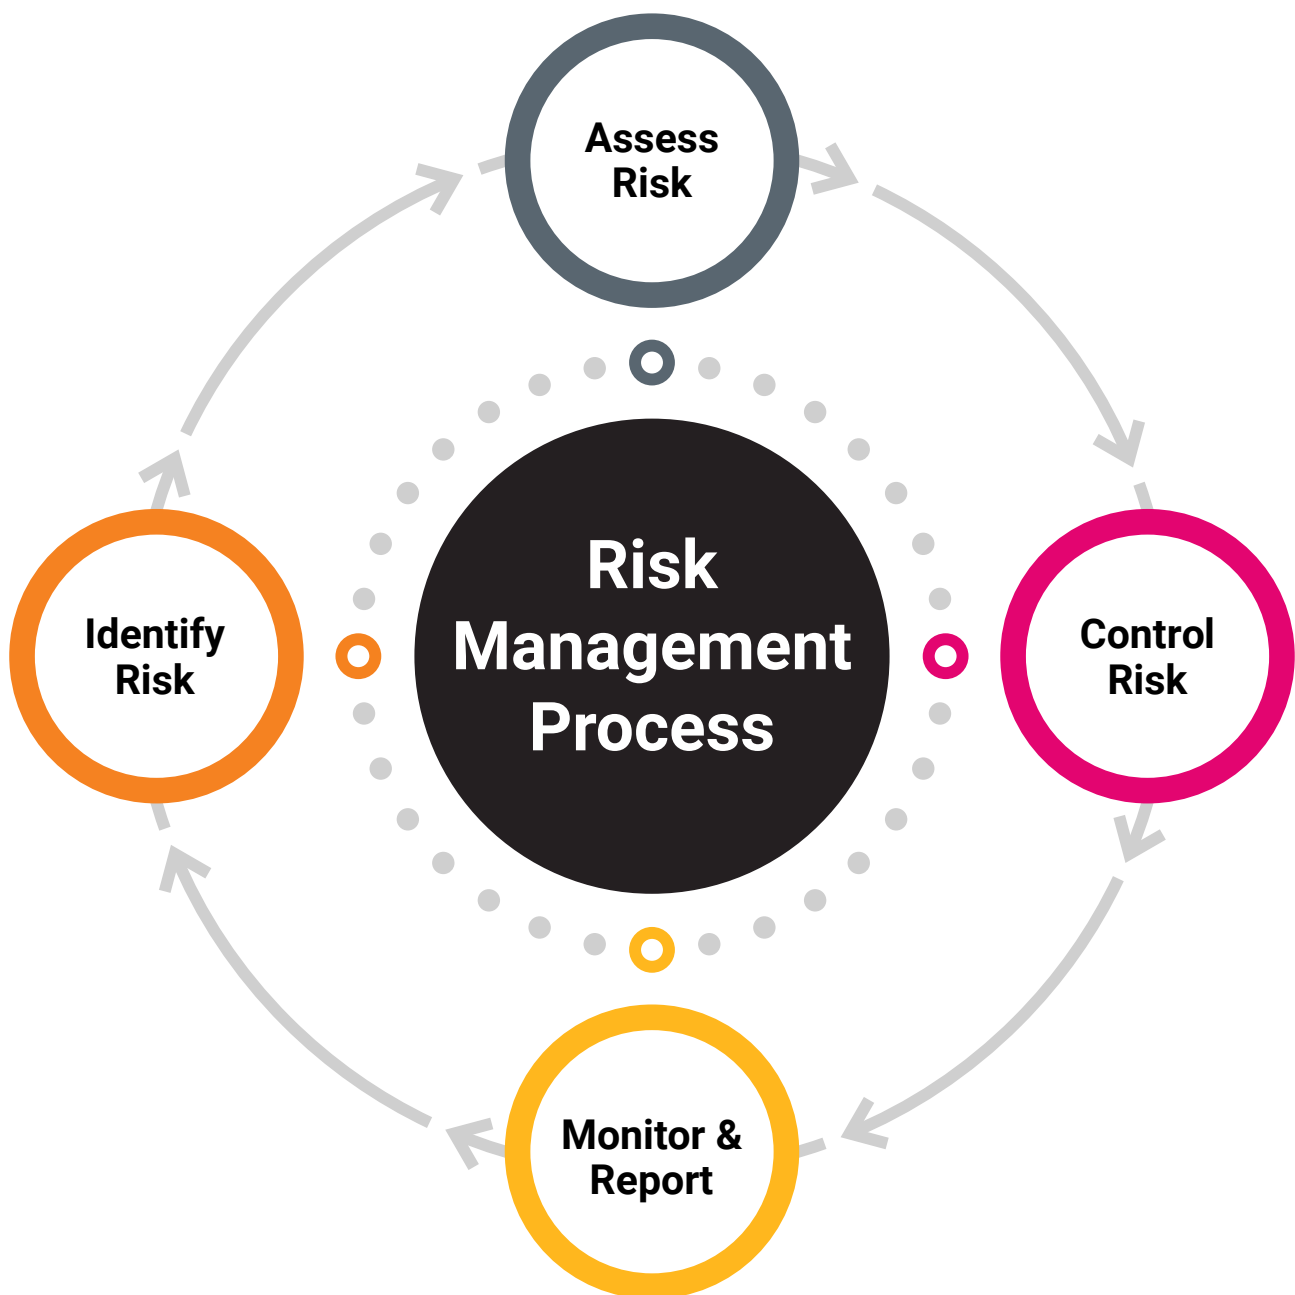 Assess
Risk
Risk
Management
Process
Identify
Risk
Control
Risk
Monitor &
Report